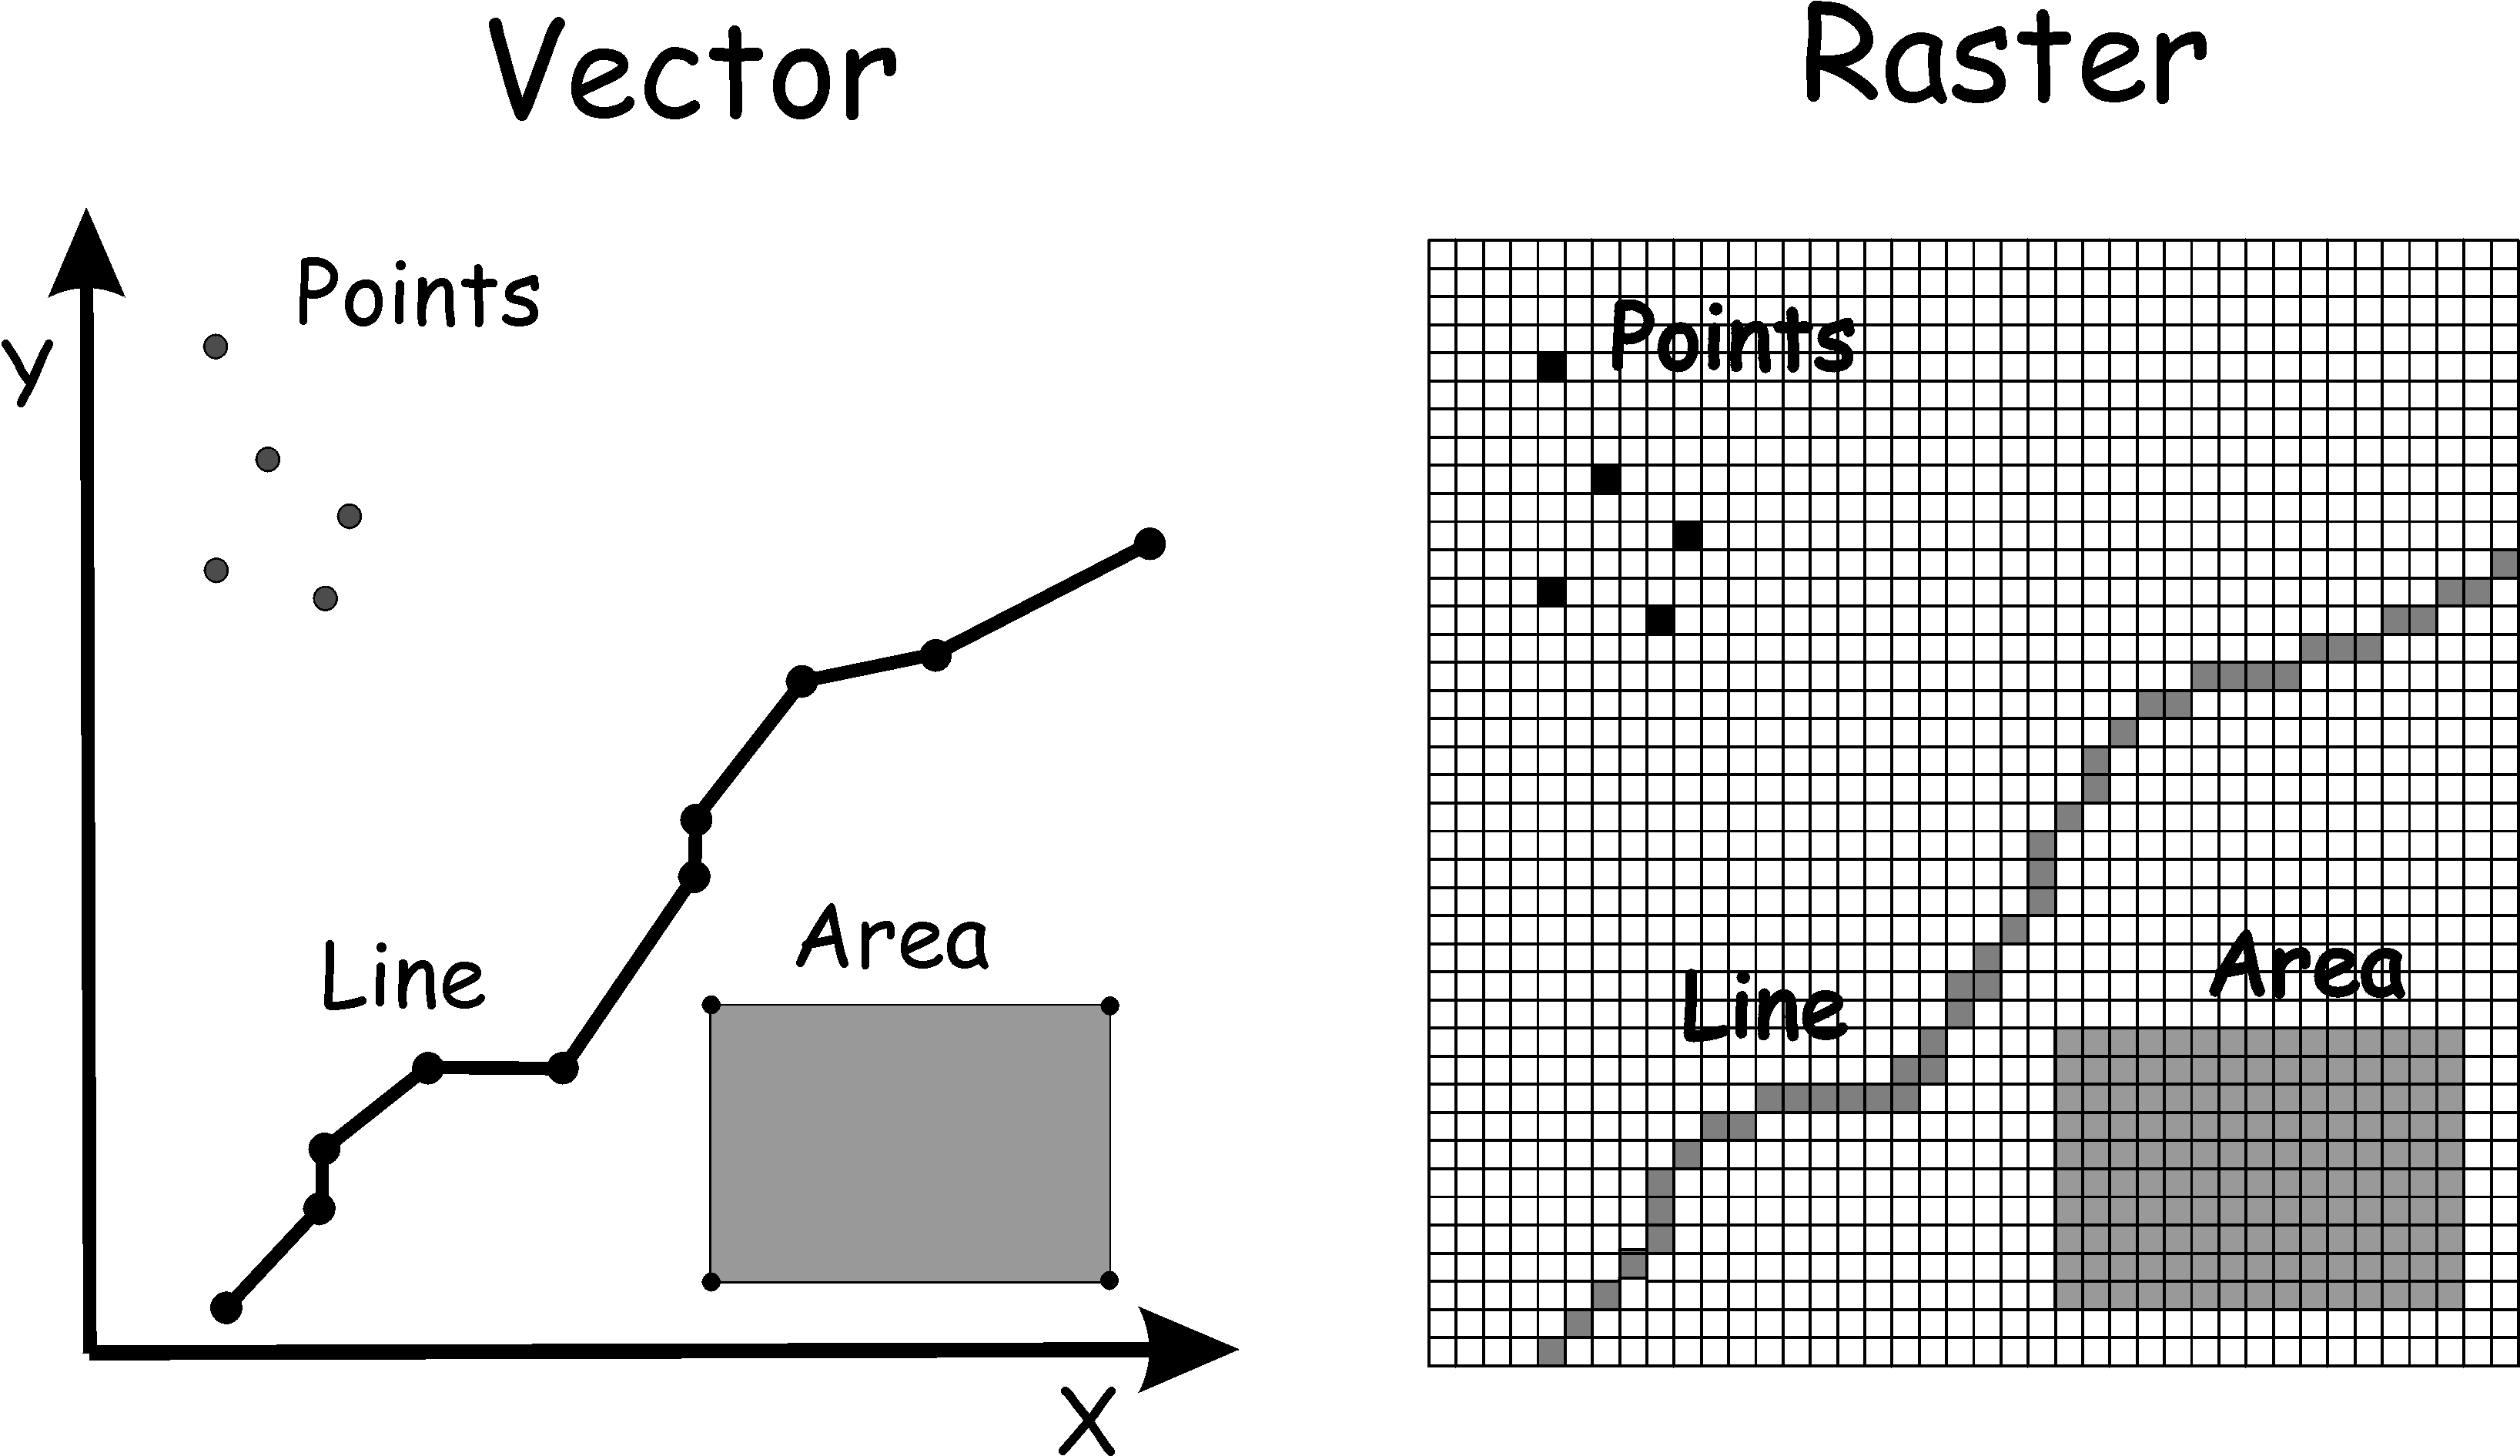 Vector
Raster
Points
y
Line
Area
X
Points
Line
Area